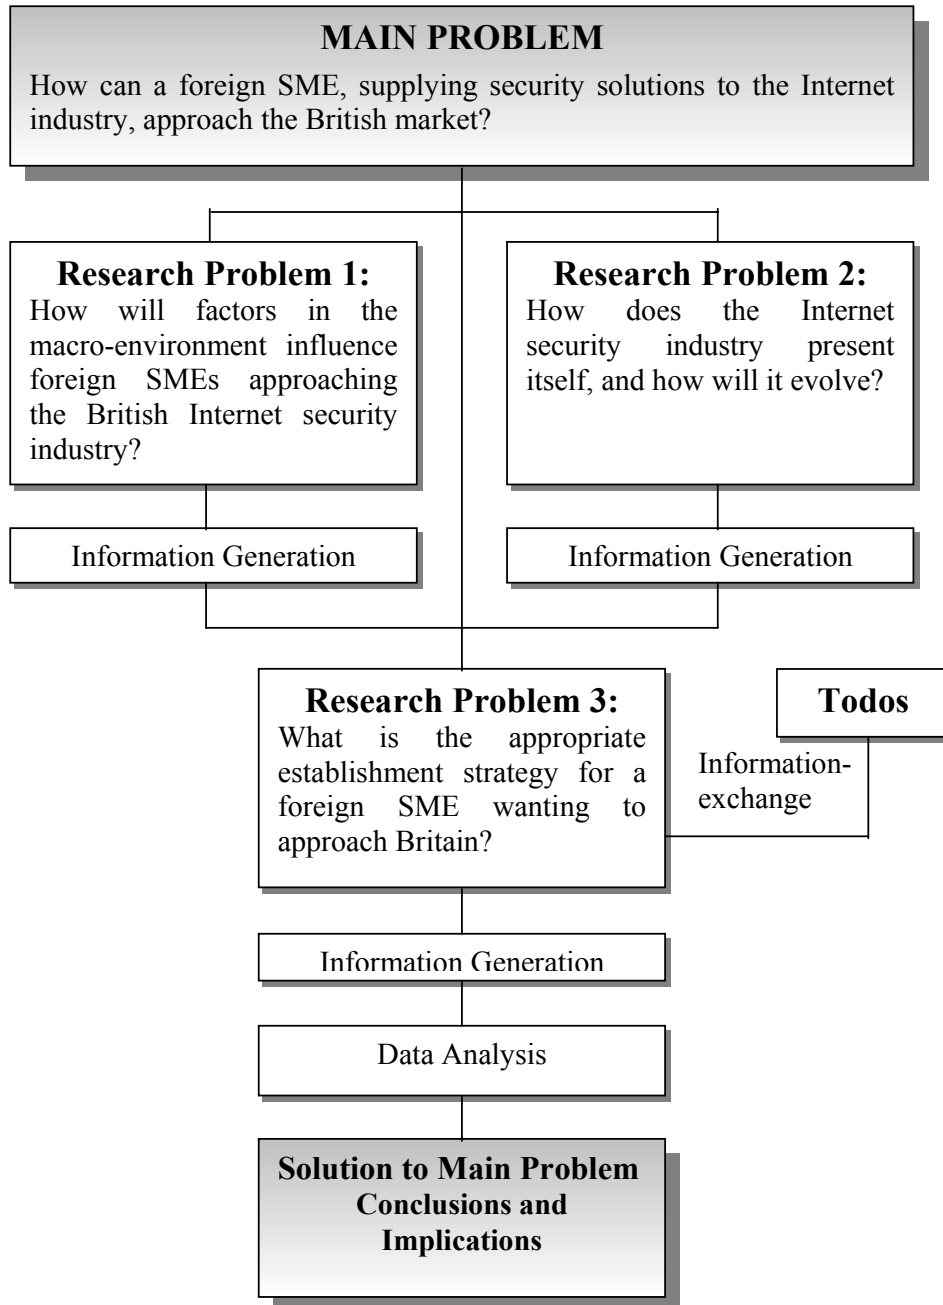 MAIN PROBLEM
How can a foreign SME, supplying security solutions to the Internet
industry, approach the British market?
Research Problem 1:
How will factors in the
macro-environment influence
foreign SMEs approaching
the British Internet security
industry?
Research Problem 2:
How does the Internet
security industry present
itself, and how will it evolve?
Information Generation
Information Generation
Research Problem 3:
What is the appropriate
establishment strategy for a
foreign SME wanting to
approach Britain?
Todos
Information-
exchange
Information Generation
Data Analysis
Solution to Main Problem
Conclusions and
Implications